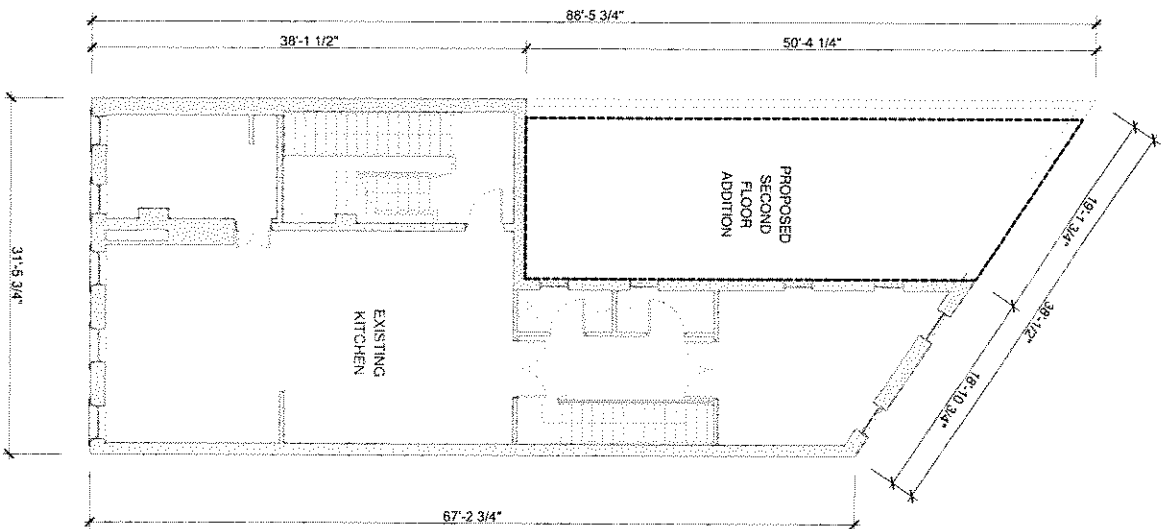 88'-5 3/4"
38'-1 1/2"
50'-4 1/4"
31'-5 3/4"
PROPOSED
SECOND
FLOOR
ADDITION
19'-1 3/4"
38'-1/2"
18'-10 3/4"
EXISTING
KITCHEN
67'-2 3/4"